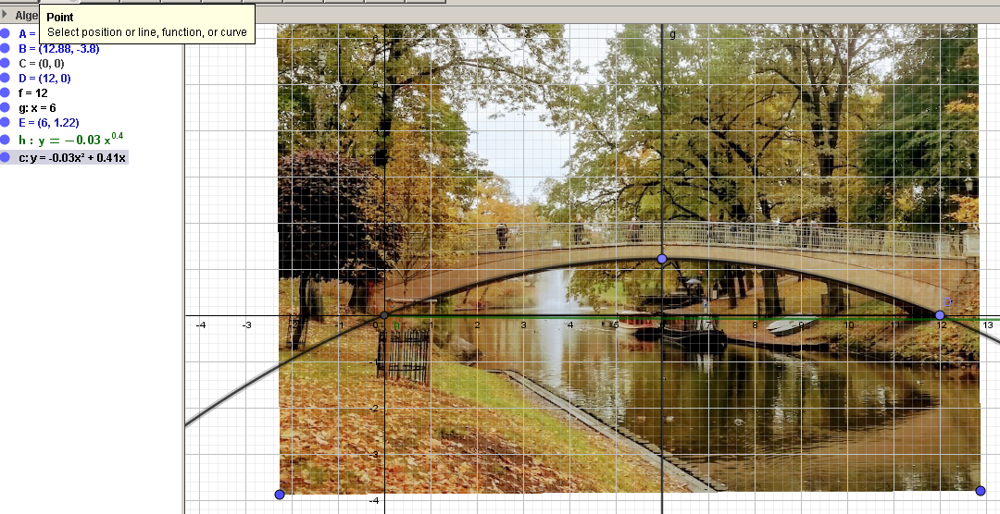 Point
Select position or line, function, or curve
Alge
A =
B = (12.88, -3.8)
C = (0, 0)
D = (12, 0)
f = 12
g: x = 6
E = (6, 1.22)
h : y = −0.03 x^0.4
c: y = -0.03x² + 0.41x
g
D
-4 -3 -2 -1 0 2 3 4 5 6 7 8 9 10 11 12 13
h
-1
-2
-3
-4